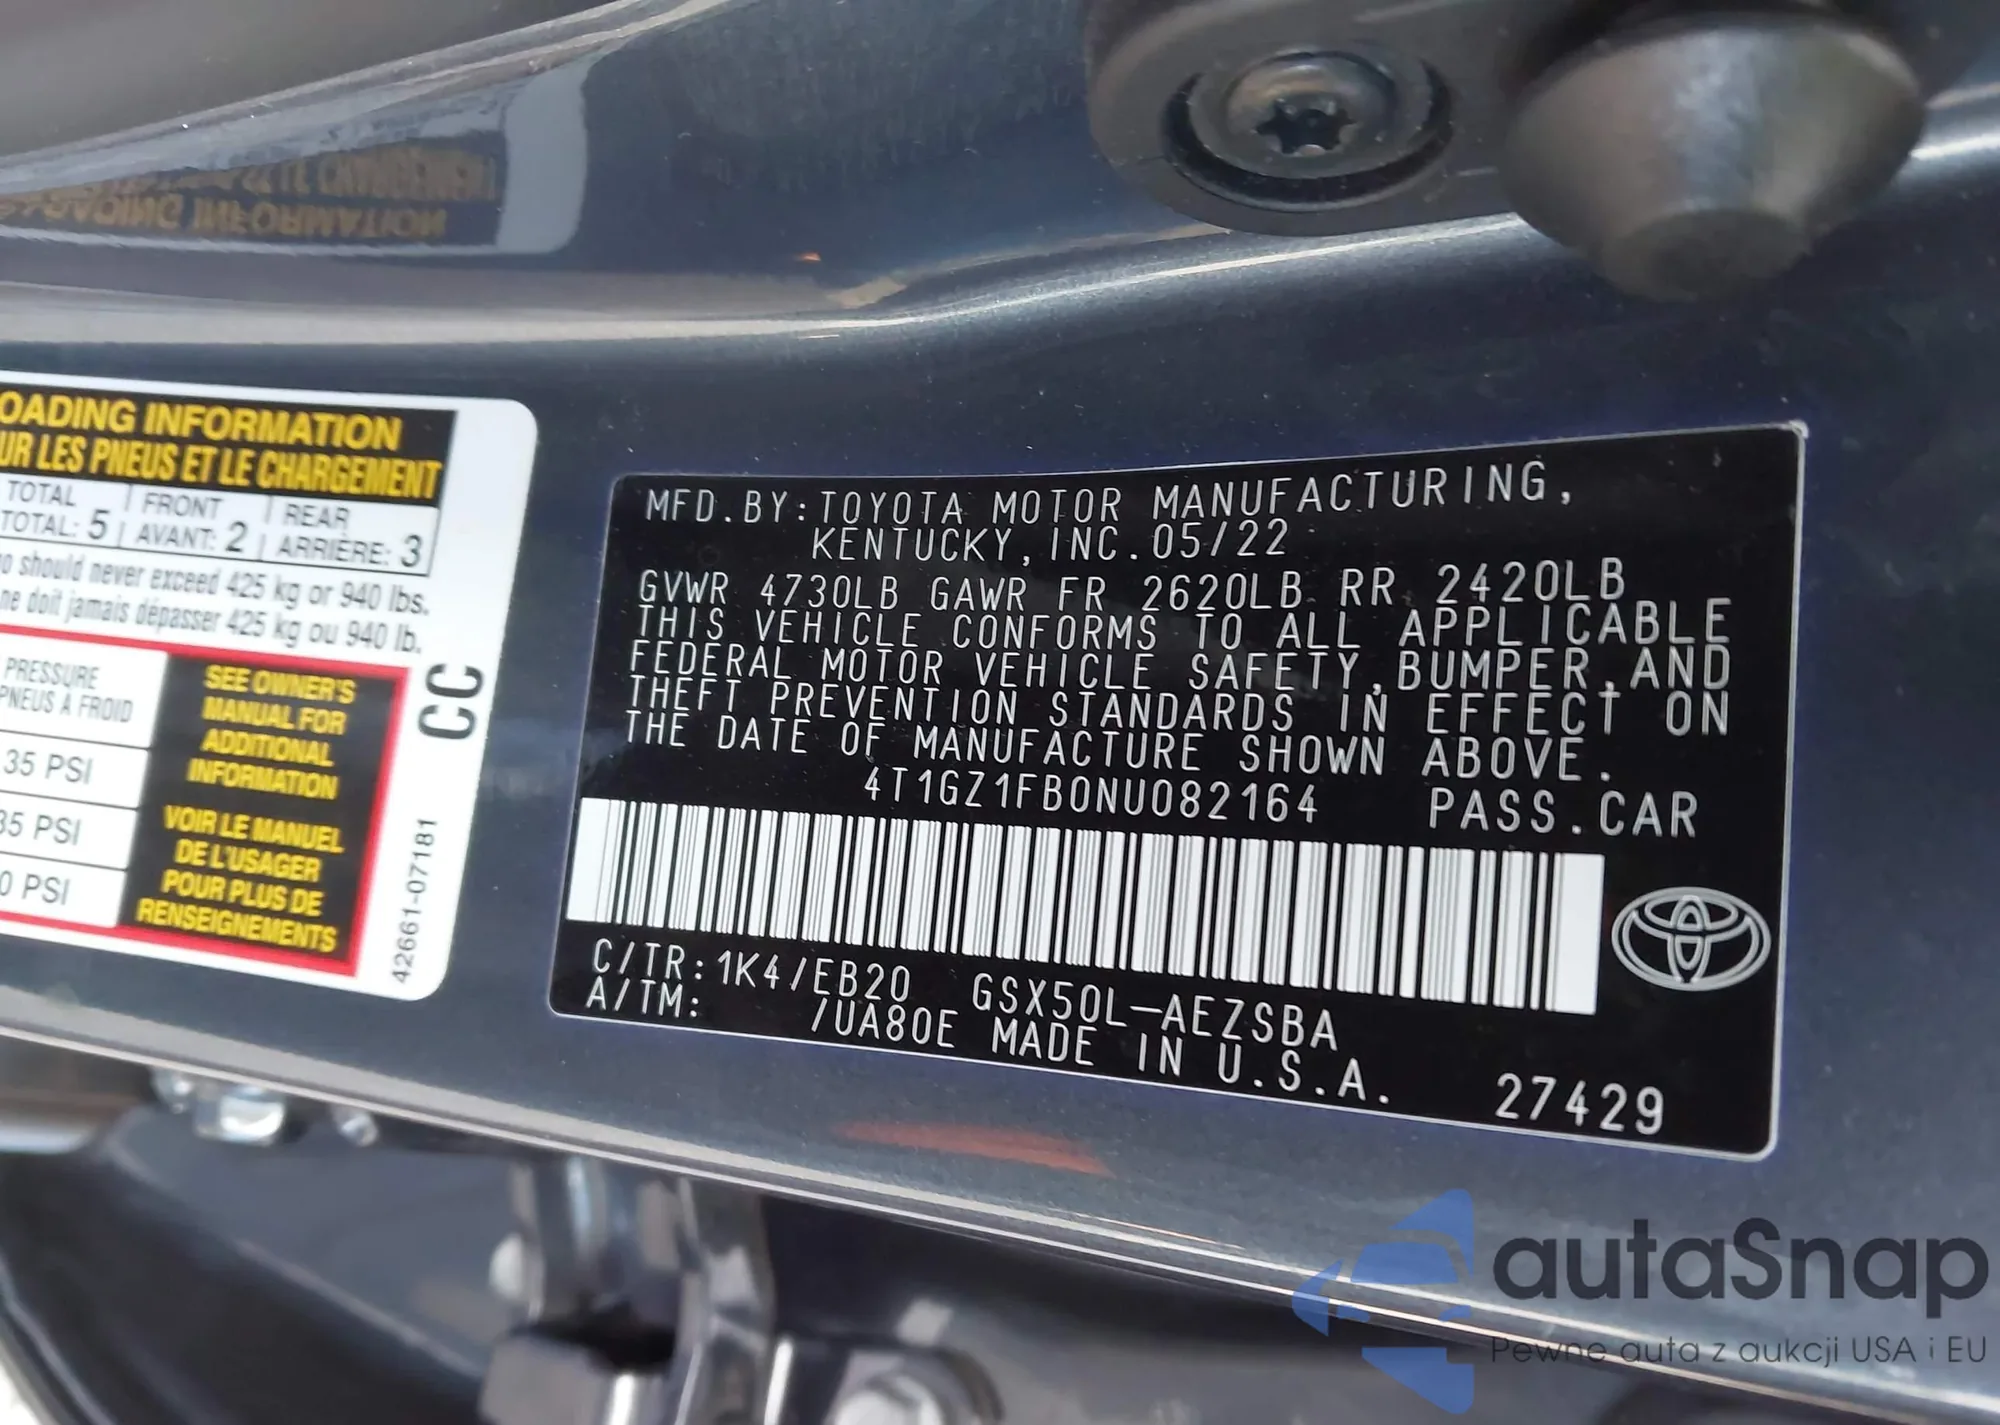 OADING INFORMATION
UR LES PNEUS ET LE CHARGEMENT
TOTAL | FRONT | REAR
TOTAL: 5 | AVANT: 2 | ARRIÈRE: 3
should never exceed 425 kg or 940 lbs.
ne doit jamais dépasser 425 kg ou 940 lb.
PRESSURE
PNEUS À FROID
35 PSI
35 PSI
0 PSI
SEE OWNER'S
MANUAL FOR
ADDITIONAL
INFORMATION
VOIR LE MANUEL
DE L'USAGER
POUR PLUS DE
RENSEIGNEMENTS
CC
42661-07181
MFD.BY:TOYOTA MOTOR MANUFACTURING,
KENTUCKY,INC.05/22
GVWR 4730LB GAWR FR 2620LB RR 2420LB
THIS VEHICLE CONFORMS TO ALL APPLICABLE
FEDERAL MOTOR VEHICLE SAFETY,BUMPER,AND
THEFT PREVENTION STANDARDS IN EFFECT ON
THE DATE OF MANUFACTURE SHOWN ABOVE.
4T1GZ1FB0NU082164 PASS.CAR
C/TR:1K4/EB20 GSX50L-AEZSBA
A/TM: /UA80E MADE IN U.S.A.
27429
autaSnap
Pewne auta z aukcji USA i EU